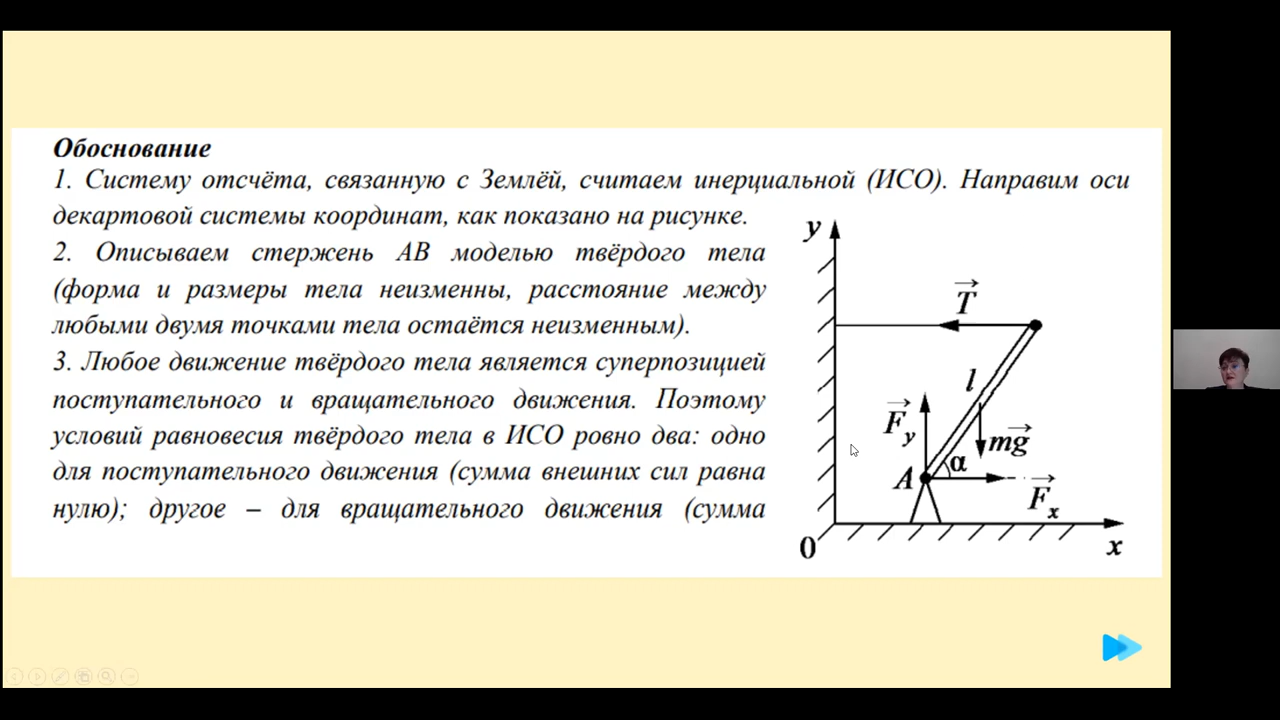 Обоснование
1. Систему отсчёта, связанную с Землёй, считаем инерциальной (ИСО). Направим оси
декартовой системы координат, как показано на рисунке.
2. Описываем стержень АВ моделью твёрдого тела
(форма и размеры тела неизменны, расстояние между
любыми двумя точками тела остаётся неизменным).
3. Любое движение твёрдого тела является суперпозицией
поступательного и вращательного движения. Поэтому
условий равновесия твёрдого тела в ИСО ровно два: одно
для поступательного движения (сумма внешних сил равна
нулю); другое – для вращательного движения (сумма
y
T
l
Fy
mg
α
A
Fx
0
x